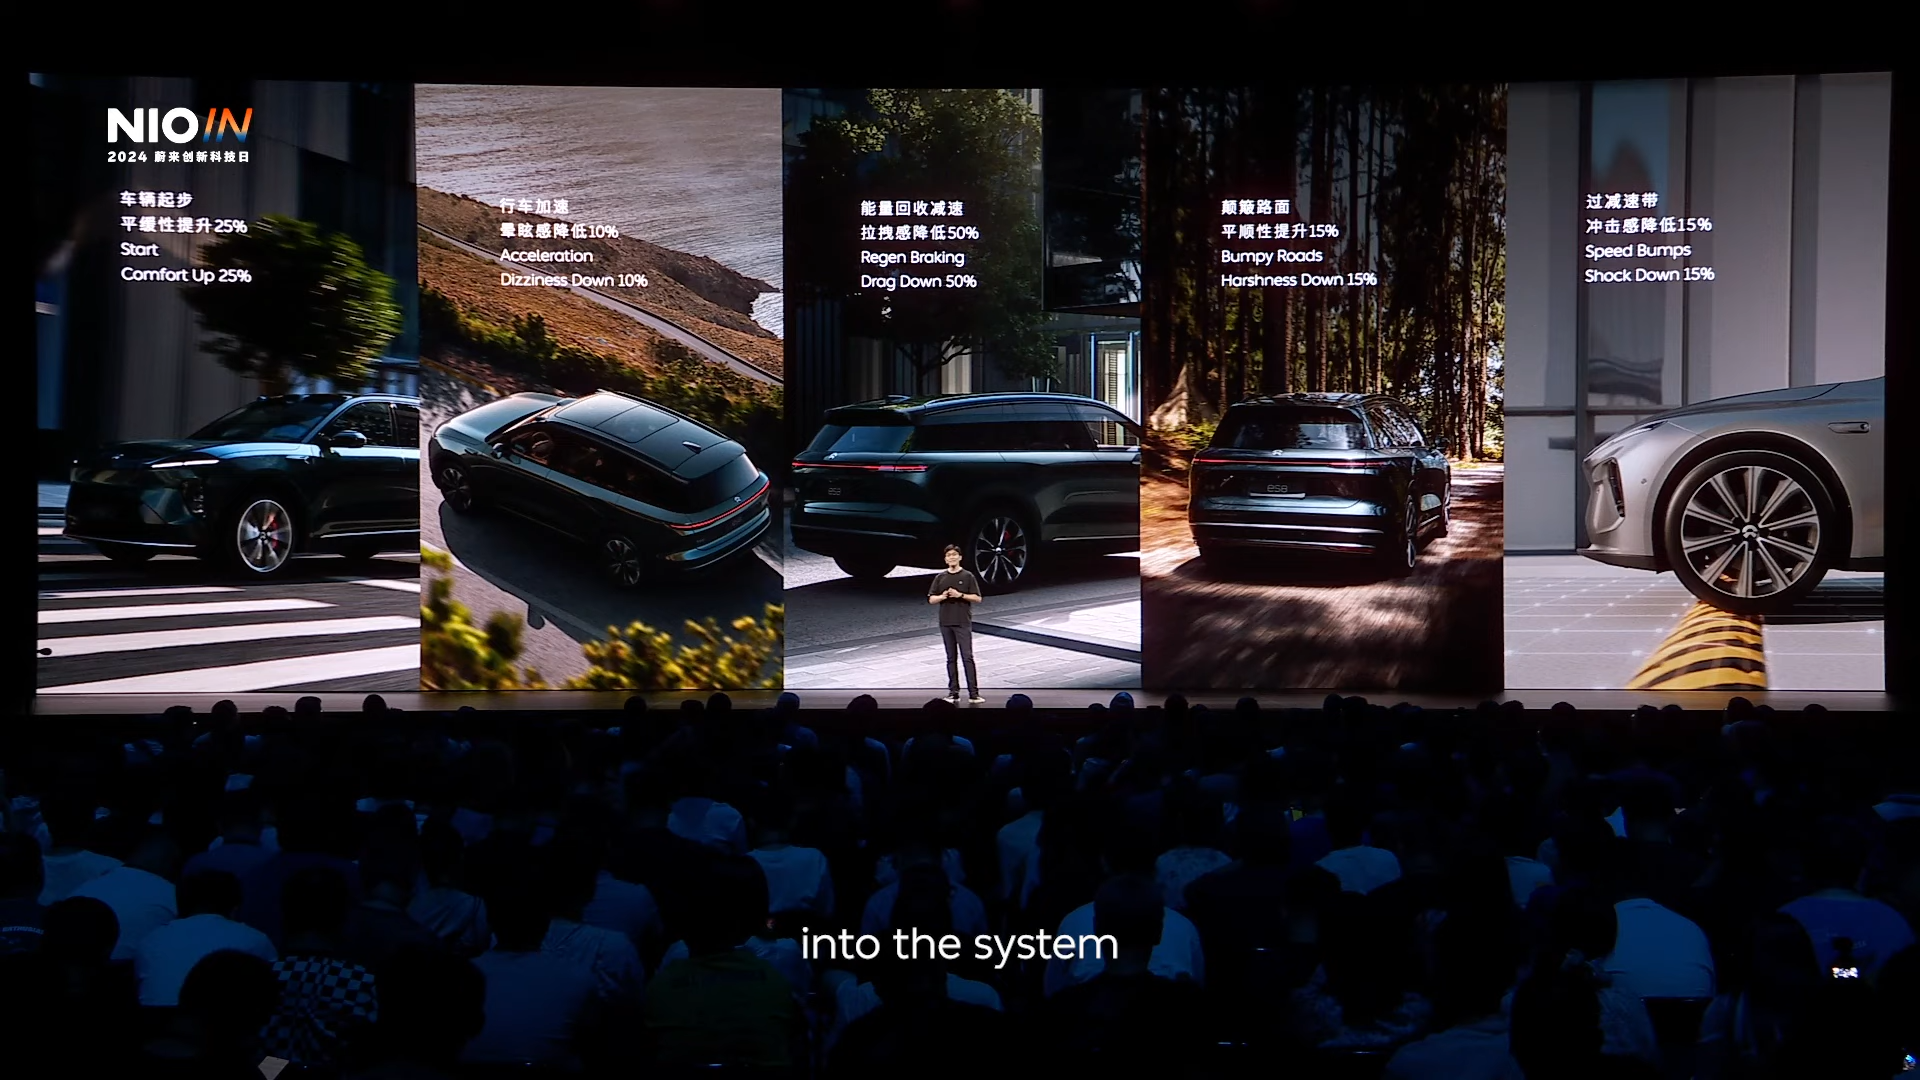 NIO IN
2024 蔚来创新科技日
车辆起步
平缓性提升25%
Start
Comfort Up 25%
行车加速
晕眩感降低10%
Acceleration
Dizziness Down 10%
能量回收减速
拉拽感降低50%
Regen Braking
Drag Down 50%
颠簸路面
平顺性提升15%
Bumpy Roads
Harshness Down 15%
过减速带
冲击感降低15%
Speed Bumps
Shock Down 15%
es8
into the system